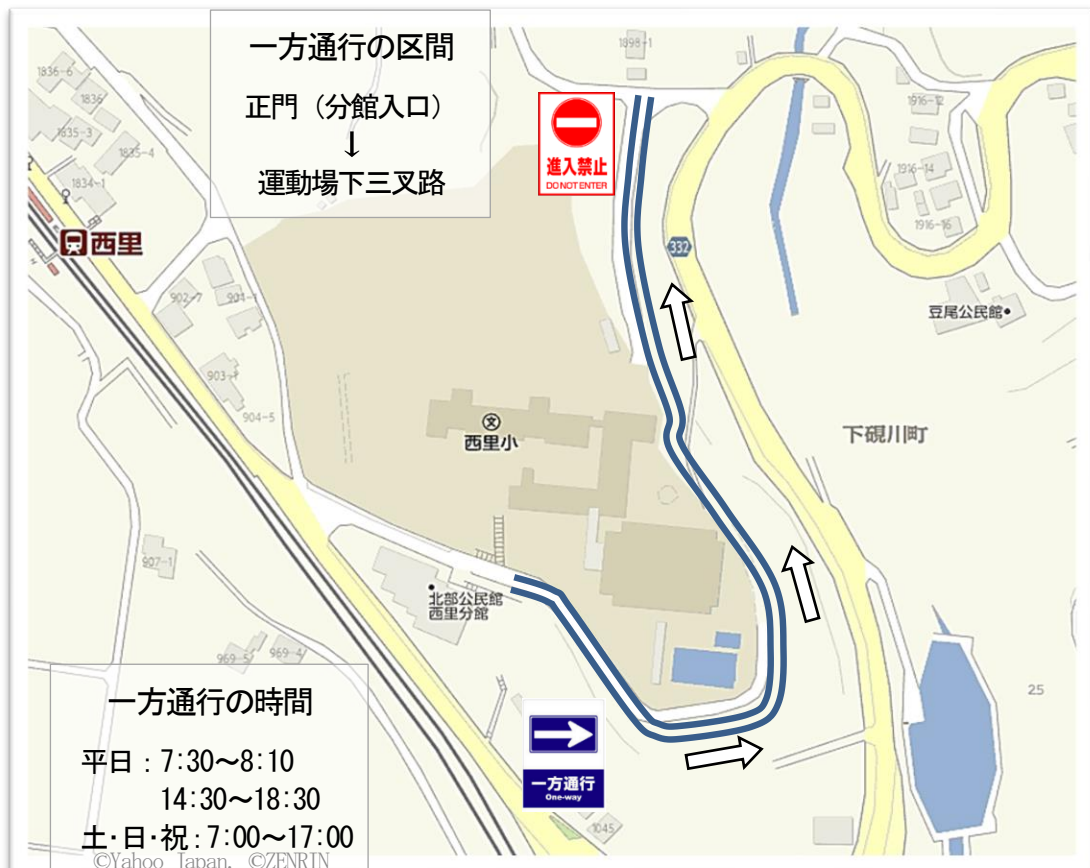 一方通行の区間
正門（分館入口）
↓
運動場下三叉路
進入禁止
DO NOT ENTER
1898-1
1836-6
1836
1835-3
1835-4
1834-1
西里
902-7
904-1
903-1
904-5
907-1
969-5
969-4
1045
1916-12
1916-14
1916-16
332
豆尾公民館
下硯川町
文
西里小
北部公民館
西里分館
25
一方通行
One-way
一方通行の時間
平日：7:30～8:10
14:30～18:30
土・日・祝：7:00～17:00
©Yahoo Japan, ©ZENRIN